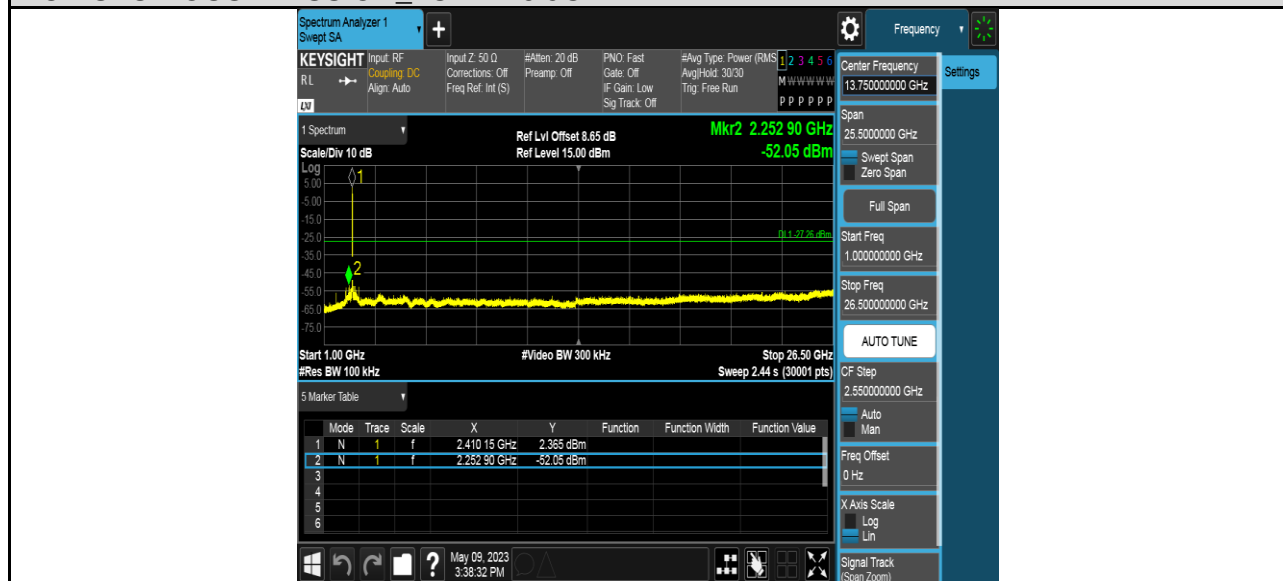 Spectrum Analyzer 1
Swept SA
+
Frequency
KEYSIGHT
RL
LXI
Input: RF
Coupling: DC
Align: Auto
Input Z: 50 Ω
Corrections: Off
Freq Ref: Int (S)
#Atten: 20 dB
Preamp: Off
PNO: Fast
Gate: Off
IF Gain: Low
Sig Track: Off
#Avg Type: Power (RMS
Avg|Hold: 30/30
Trig: Free Run
1 2 3 4 5 6
M W W W W W
P P P P P P
1 Spectrum
Scale/Div 10 dB
Ref Lvl Offset 8.65 dB
Ref Level 15.00 dBm
Mkr2 2.252 90 GHz
-52.05 dBm
Log
5.00
-5.00
-15.0
-25.0
-35.0
-45.0
-55.0
-65.0
-75.0
1
2
DL1 -27.26 dBm
Start 1.00 GHz
#Video BW 300 kHz
Stop 26.50 GHz
#Res BW 100 kHz
Sweep 2.44 s (30001 pts)
5 Marker Table
Mode Trace Scale X Y Function Function Width Function Value
1 N 1 f 2.410 15 GHz 2.365 dBm
2 N 1 f 2.252 90 GHz -52.05 dBm
3
4
5
6
?
May 09, 2023
3:38:32 PM
Center Frequency
13.750000000 GHz
Settings
Span
25.5000000 GHz
Swept Span
Zero Span
Full Span
Start Freq
1.000000000 GHz
Stop Freq
26.500000000 GHz
AUTO TUNE
CF Step
2.550000000 GHz
Auto
Man
Freq Offset
0 Hz
X Axis Scale
Log
Lin
Signal Track
(Span Zoom)